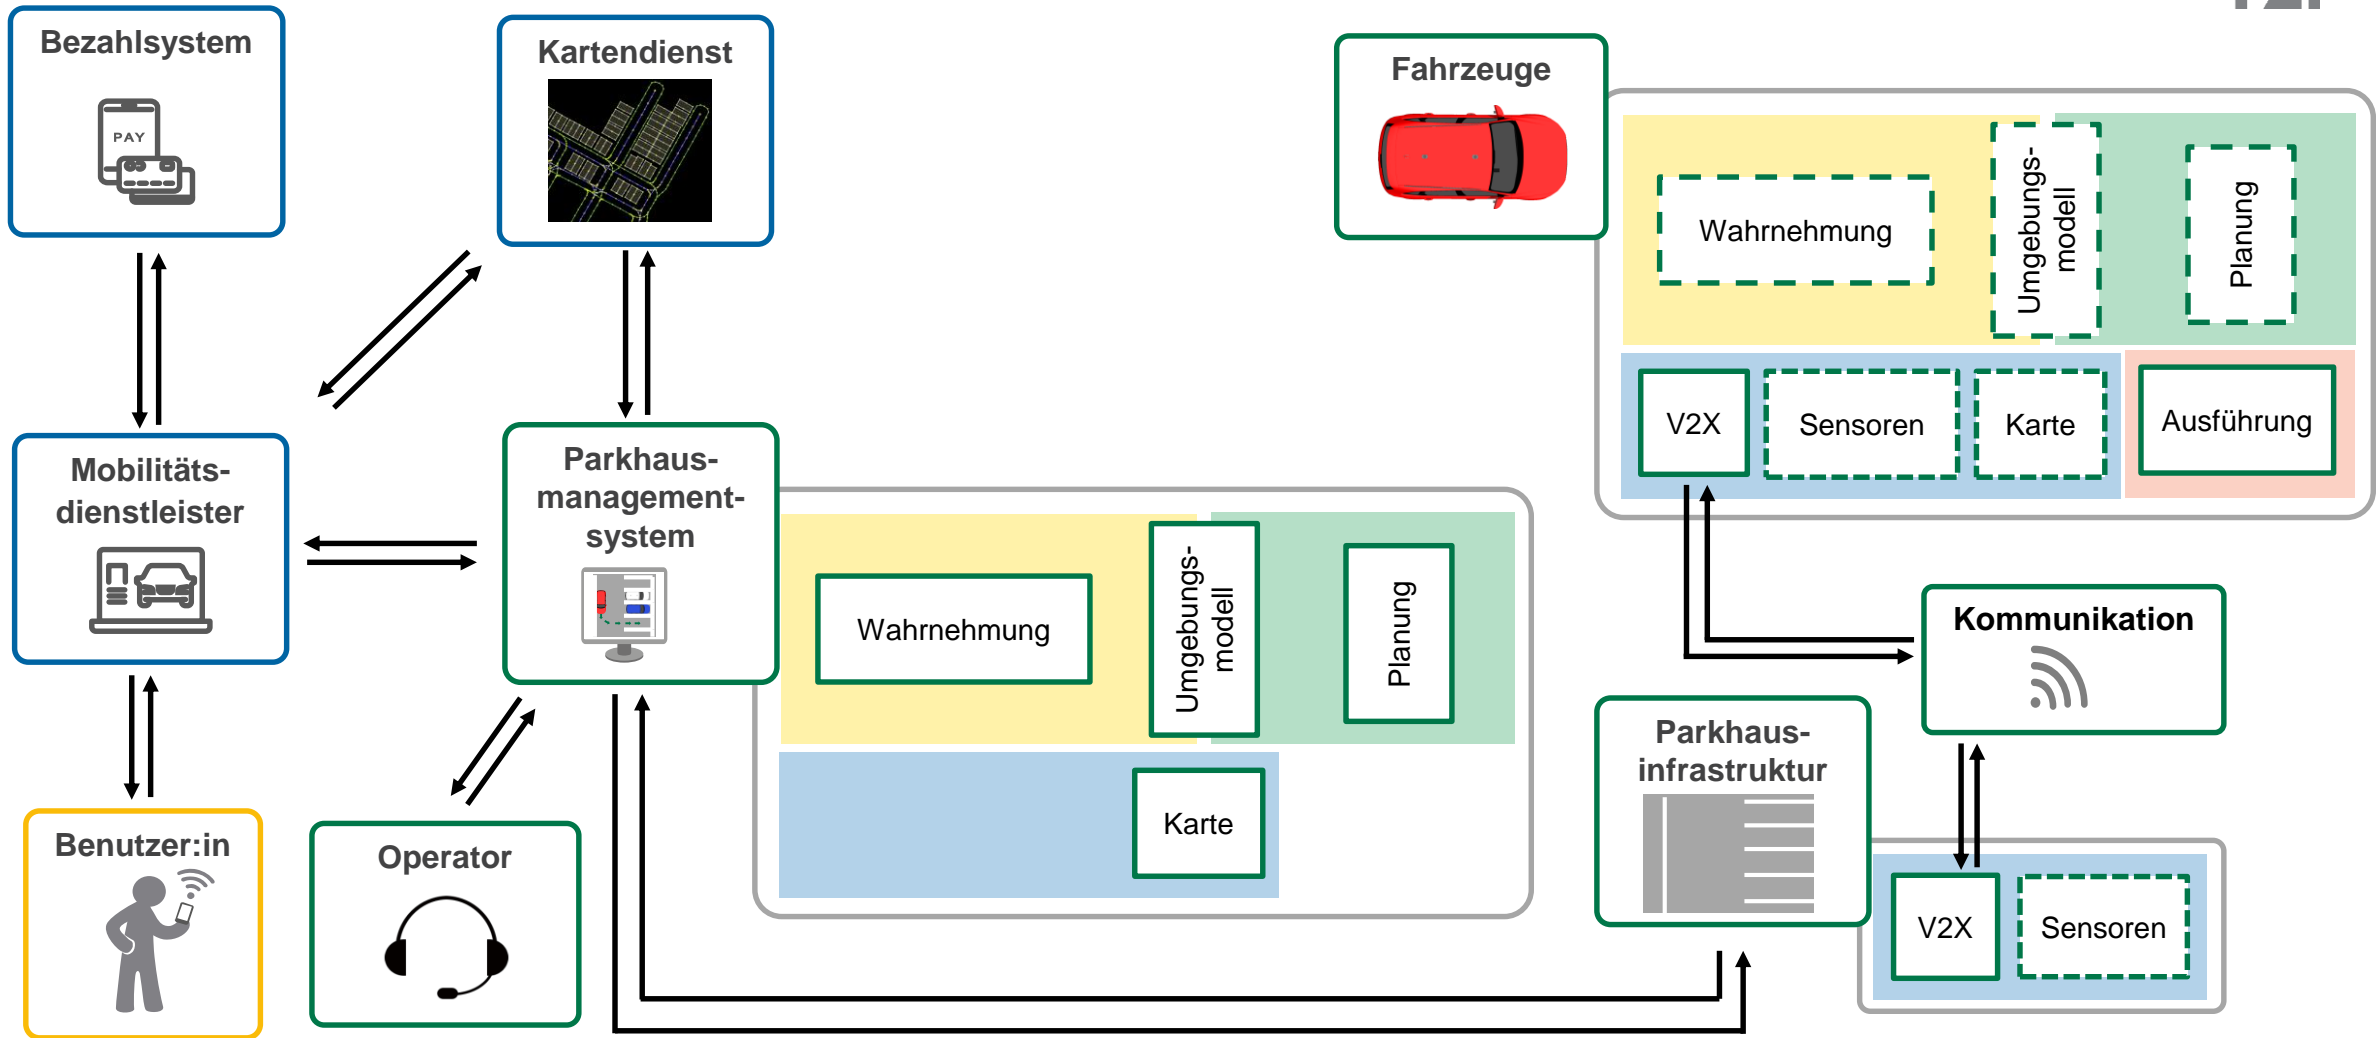 Bezahlsystem
PAY
Kartendienst
Fahrzeuge
Wahrnehmung
Umgebungs-
modell
Planung
V2X
Sensoren
Karte
Ausführung
Mobilitäts-
dienstleister
Parkhaus-
management-
system
Wahrnehmung
Umgebungs-
modell
Planung
Karte
Kommunikation
Parkhaus-
infrastruktur
V2X
Sensoren
Benutzer:in
Operator